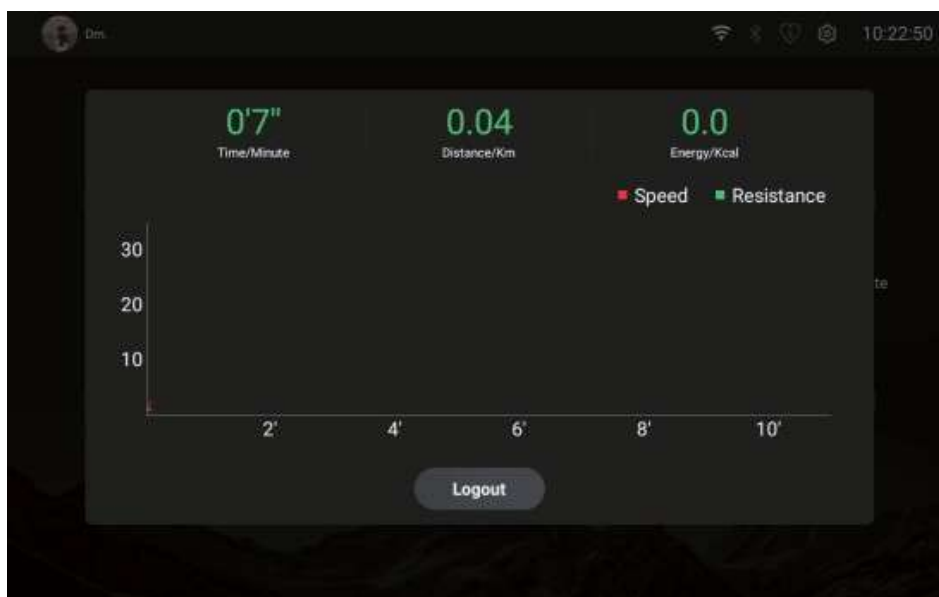 Dm.
10:22:50
0'7" 0.04 0.0
Time/Minute Distance/Km Energy/Kcal
Speed Resistance
30
te
20
10
2' 4' 6' 8' 10'
Logout